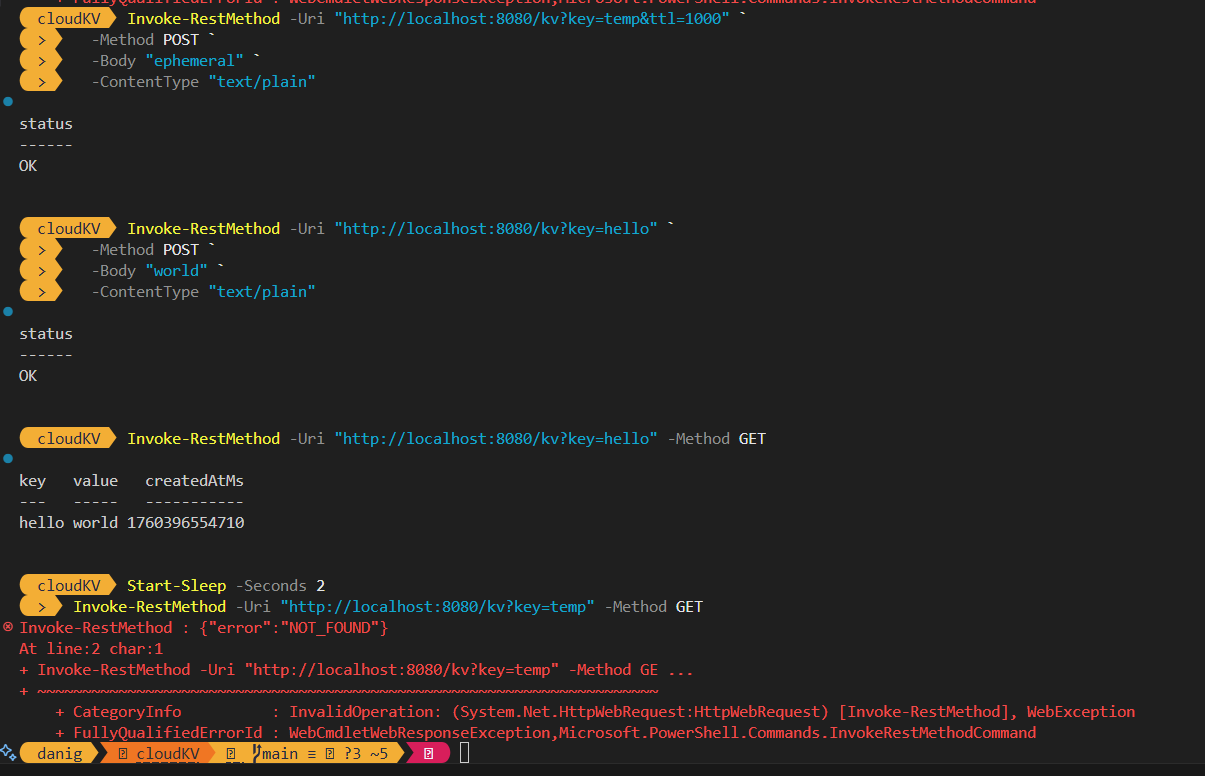 + FullyQualifiedErrorId : WebCmdletWebResponseException,Microsoft.PowerShell.Commands.InvokeRestMethodCommand
cloudKV Invoke-RestMethod -Uri "http://localhost:8080/kv?key=temp&ttl=1000" `
> -Method POST `
> -Body "ephemeral" `
> -ContentType "text/plain"
status
------
OK
cloudKV Invoke-RestMethod -Uri "http://localhost:8080/kv?key=hello" `
> -Method POST `
> -Body "world" `
> -ContentType "text/plain"
status
------
OK
cloudKV Invoke-RestMethod -Uri "http://localhost:8080/kv?key=hello" -Method GET
key value createdAtMs
--- ----- -----------
hello world 1760396554710
cloudKV Start-Sleep -Seconds 2
> Invoke-RestMethod -Uri "http://localhost:8080/kv?key=temp" -Method GET
Invoke-RestMethod : {"error":"NOT_FOUND"}
At line:2 char:1
+ Invoke-RestMethod -Uri "http://localhost:8080/kv?key=temp" -Method GE ...
+ ~~~~~~~~~~~~~~~~~~~~~~~~~~~~~~~~~~~~~~~~~~~~~~~~~~~~~~~~~~~~~~~~~~~~~
+ CategoryInfo : InvalidOperation: (System.Net.HttpWebRequest:HttpWebRequest) [Invoke-RestMethod], WebException
+ FullyQualifiedErrorId : WebCmdletWebResponseException,Microsoft.PowerShell.Commands.InvokeRestMethodCommand
danig cloudKV main ≡ ?3 ~5